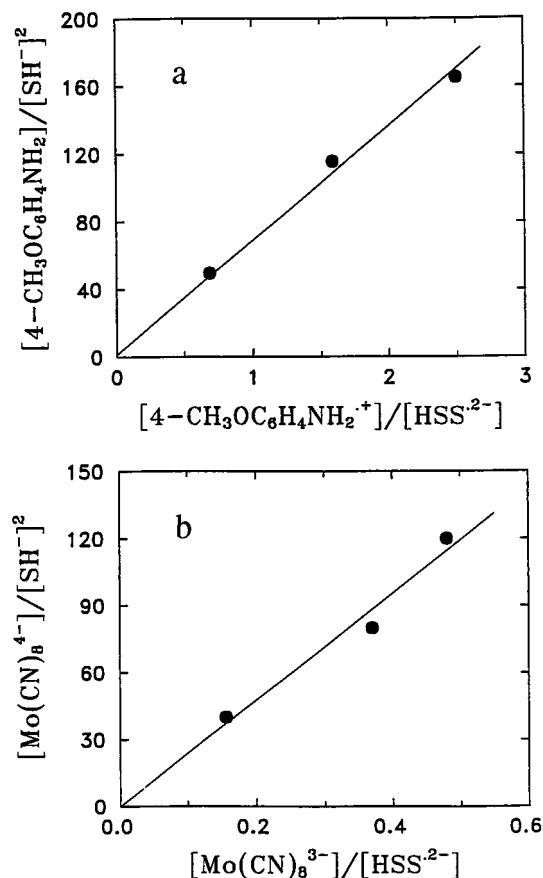 a
[4-CH₃OC₆H₄NH₂]/[SH⁻]²
200
160
120
80
40
0
0 1 2 3
[4-CH₃OC₆H₄NH₂·⁺]/[HSS·²⁻]
b
[Mo(CN)₈⁴⁻]/[SH⁻]²
150
120
90
60
30
0
0.0 0.2 0.4 0.6
[Mo(CN)₈³⁻]/[HSS·²⁻]